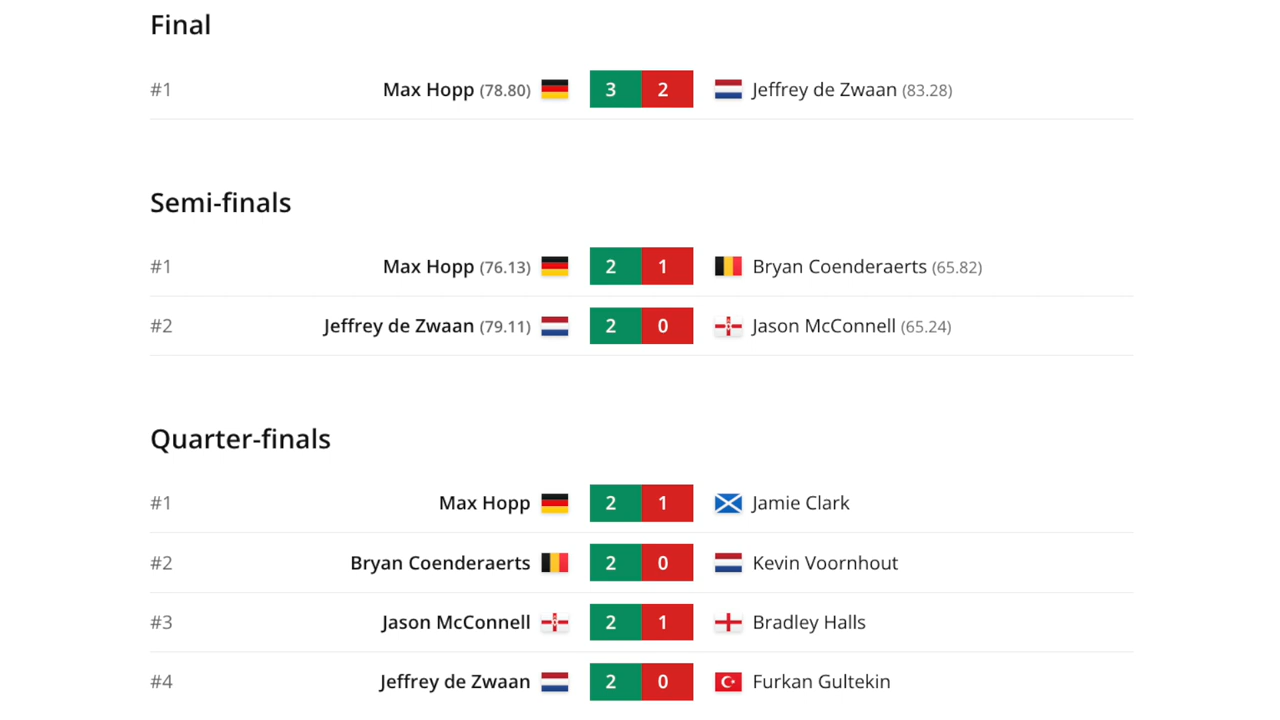 Final
#1 Max Hopp (78.80) 3 2 Jeffrey de Zwaan (83.28)
Semi-finals
#1 Max Hopp (76.13) 2 1 Bryan Coenderaerts (65.82)
#2 Jeffrey de Zwaan (79.11) 2 0 Jason McConnell (65.24)
Quarter-finals
#1 Max Hopp 2 1 Jamie Clark
#2 Bryan Coenderaerts 2 0 Kevin Voornhout
#3 Jason McConnell 2 1 Bradley Halls
#4 Jeffrey de Zwaan 2 0 Furkan Gultekin